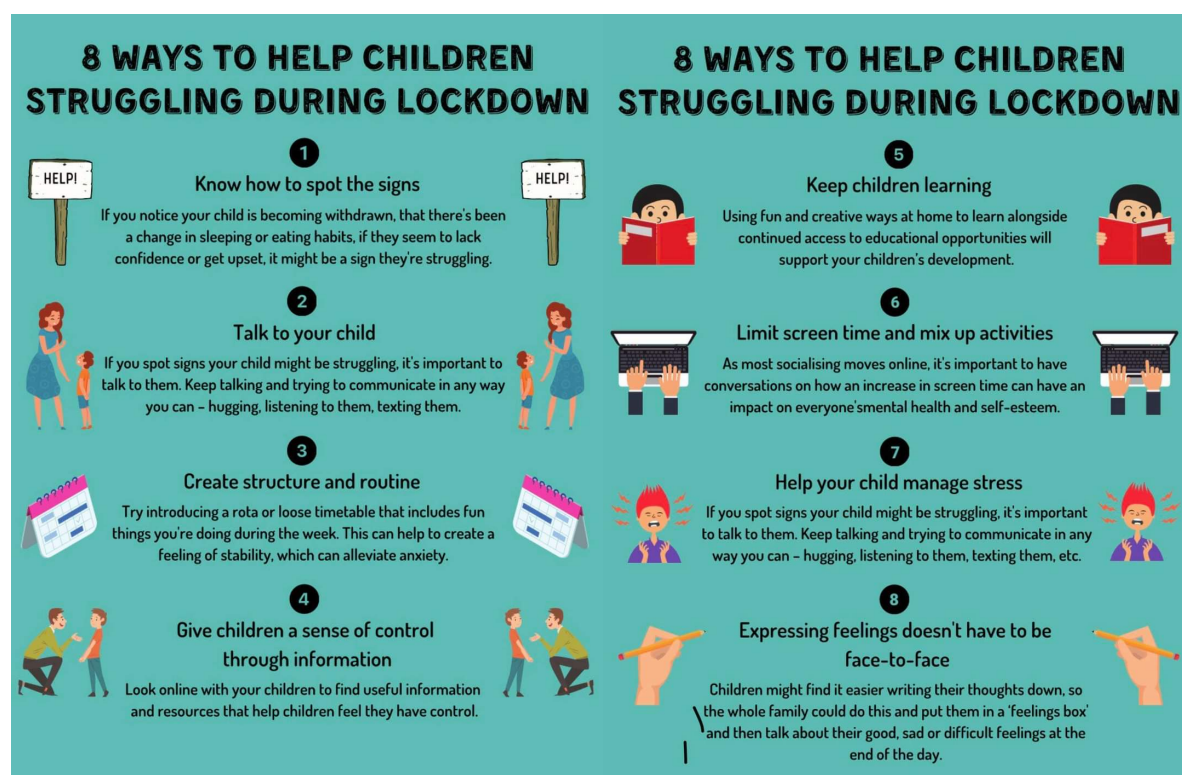 8 WAYS TO HELP CHILDREN
STRUGGLING DURING LOCKDOWN
1
HELP!
HELP!
Know how to spot the signs
If you notice your child is becoming withdrawn, that there's been
a change in sleeping or eating habits, if they seem to lack
confidence or get upset, it might be a sign they're struggling.
2
Talk to your child
If you spot signs your child might be struggling, it's important to
talk to them. Keep talking and trying to communicate in any way
you can – hugging, listening to them, texting them.
3
Create structure and routine
Try introducing a rota or loose timetable that includes fun
things you're doing during the week. This can help to create a
feeling of stability, which can alleviate anxiety.
4
Give children a sense of control
through information
Look online with your children to find useful information
and resources that help children feel they have control.
8 WAYS TO HELP CHILDREN
STRUGGLING DURING LOCKDOWN
5
Keep children learning
Using fun and creative ways at home to learn alongside
continued access to educational opportunities will
support your children's development.
6
Limit screen time and mix up activities
As most socialising moves online, it's important to have
conversations on how an increase in screen time can have an
impact on everyone'smental health and self-esteem.
7
Help your child manage stress
If you spot signs your child might be struggling, it's important
to talk to them. Keep talking and trying to communicate in any
way you can – hugging, listening to them, texting them, etc.
8
Expressing feelings doesn't have to be
face-to-face
Children might find it easier writing their thoughts down, so
the whole family could do this and put them in a 'feelings box'
and then talk about their good, sad or difficult feelings at the
end of the day.